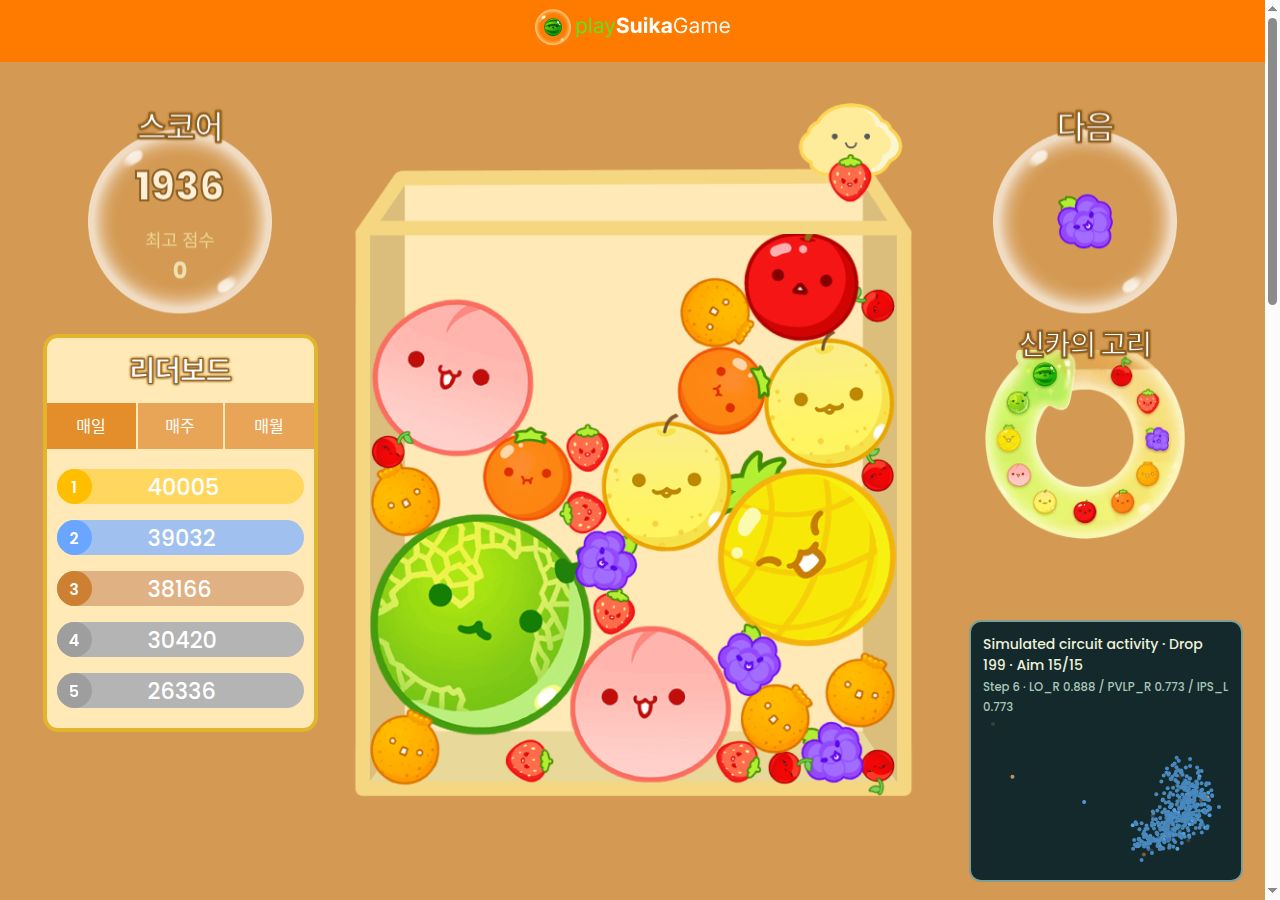 playSuikaGame
스코어
1936
최고 점수
0
다음
리더보드
매일 매주 매월
1 40005
2 39032
3 38166
4 30420
5 26336
신카의 고리
Simulated circuit activity · Drop
199 · Aim 15/15
Step 6 · LO_R 0.888 / PVLP_R 0.773 / IPS_L
0.773